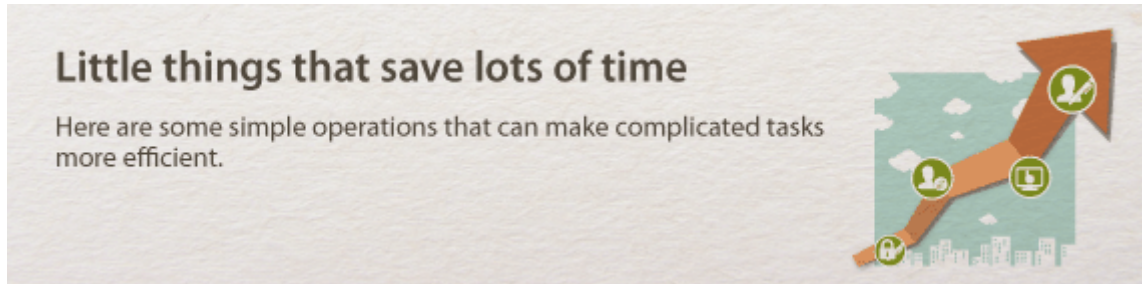 Little things that save lots of time
Here are some simple operations that can make complicated tasks
more efficient.